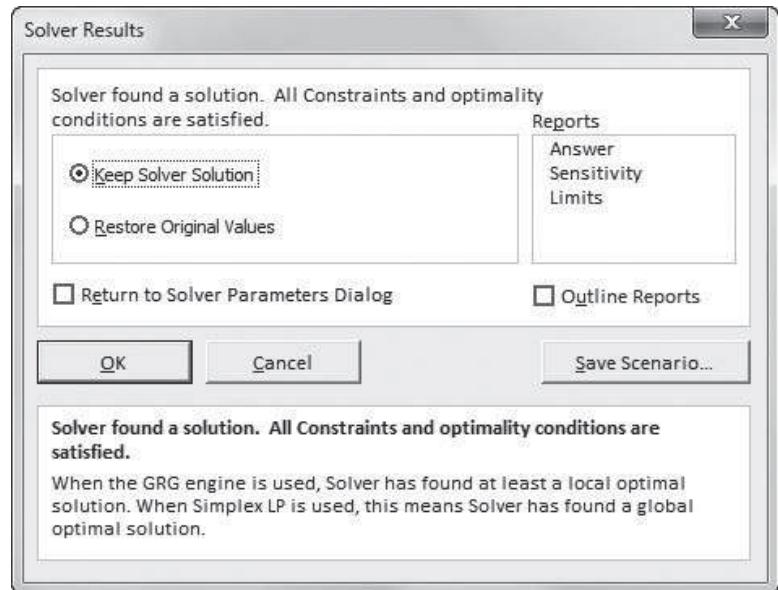 Solver Results
X
Solver found a solution. All Constraints and optimality
conditions are satisfied.
Keep Solver Solution
Restore Original Values
Reports
Answer
Sensitivity
Limits
Return to Solver Parameters Dialog
Outline Reports
OK
Cancel
Save Scenario...
Solver found a solution. All Constraints and optimality conditions are
satisfied.
When the GRG engine is used, Solver has found at least a local optimal
solution. When Simplex LP is used, this means Solver has found a global
optimal solution.